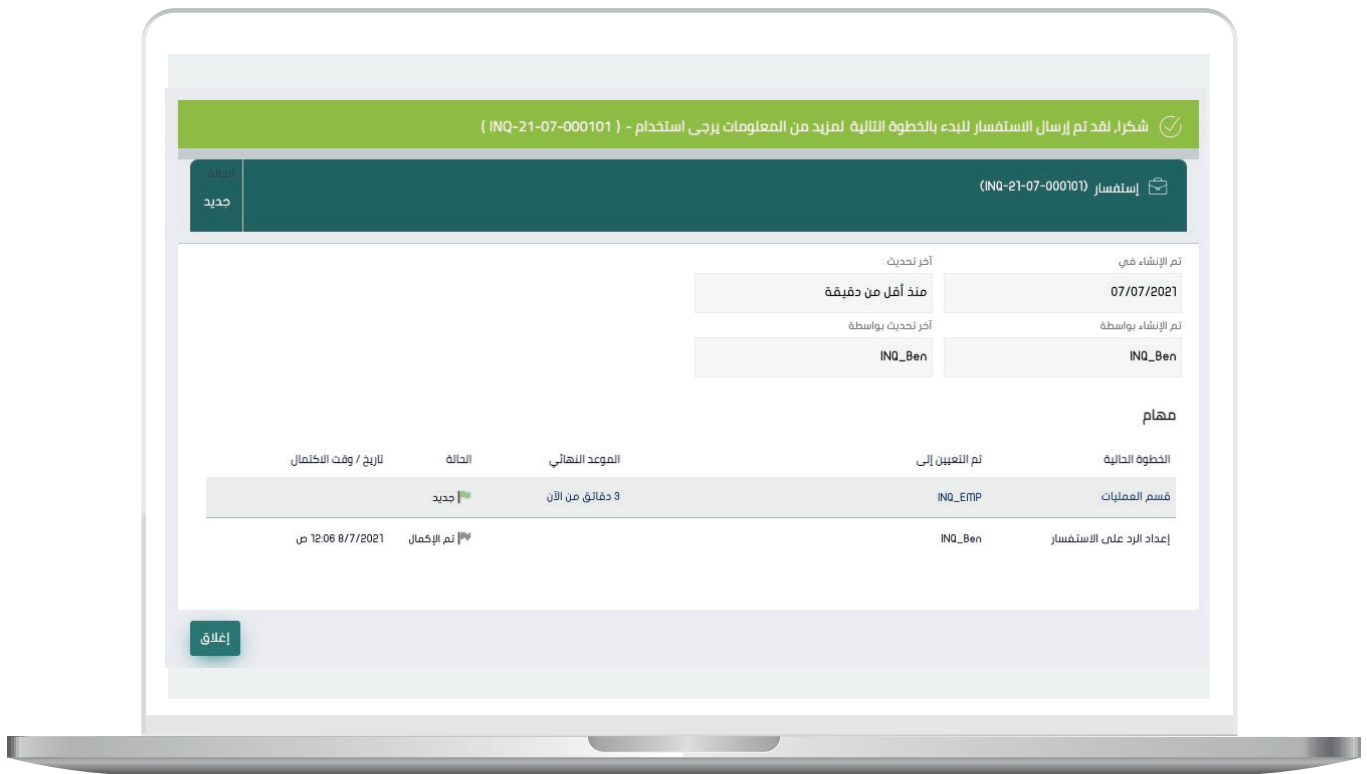 شكرا, لقد تم إرسال الاستفسار للبدء بالخطوة التالية لمزيد من المعلومات يرجى استخدام - ( INQ-21-07-000101 )
إستفسار (INQ-21-07-000101)
الحالة
جديد
تم الإنشاء في آخر تحديث
07/07/2021 منذ أقل من دقيقة
تم الإنشاء بواسطة آخر تحديث بواسطة
INQ_Ben INQ_Ben
مهام
الخطوة الحالية تم التعيين إلى الموعد النهائي الحالة تاريخ / وقت الاكتمال
قسم العمليات INQ_EMP 3 دقائق من الآن جديد
إعداد الرد على الاستفسار INQ_Ben تم الإكمال 8/7/2021 12:06 ص
إغلاق